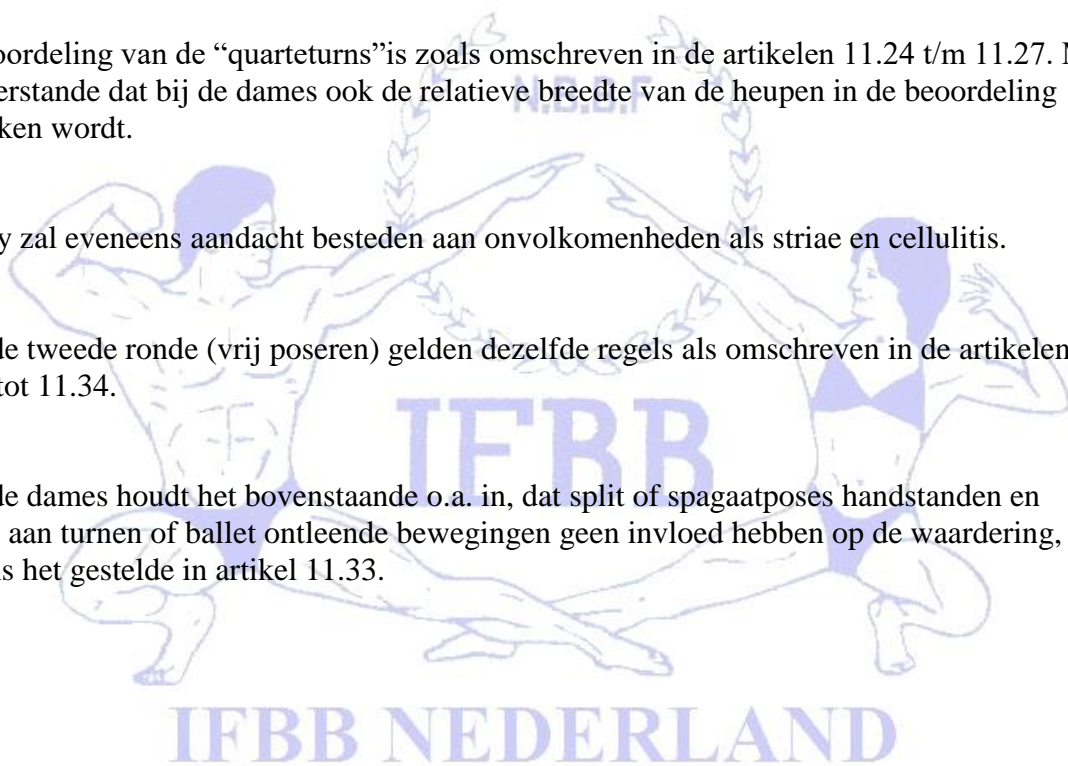 oordeling van de “quarteturns”is zoals omschreven in de artikelen 11.24 t/m 11.27. M
erstande dat bij de dames ook de relatieve breedte van de heupen in de beoordeling
ken wordt.
y zal eveneens aandacht besteden aan onvolkomenheden als striae en cellulitis.
de tweede ronde (vrij poseren) gelden dezelfde regels als omschreven in de artikelen
tot 11.34.
de dames houdt het bovenstaande o.a. in, dat split of spagaatposes handstanden en
aan turnen of ballet ontleende bewegingen geen invloed hebben op de waardering,
s het gestelde in artikel 11.33.
N.B.B.F
IFBB
IFBB NEDERLAND